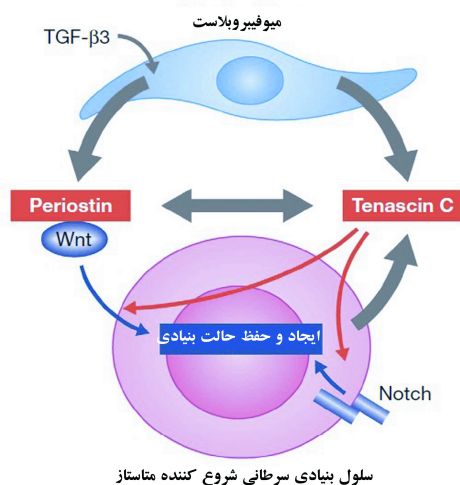 میوفیبروبلاست
TGF-β3
Periostin
Tenascin C
Wnt
ایجاد و حفظ حالت بنیادی
Notch
سلول بنیادی سرطانی شروع کننده متاستاز